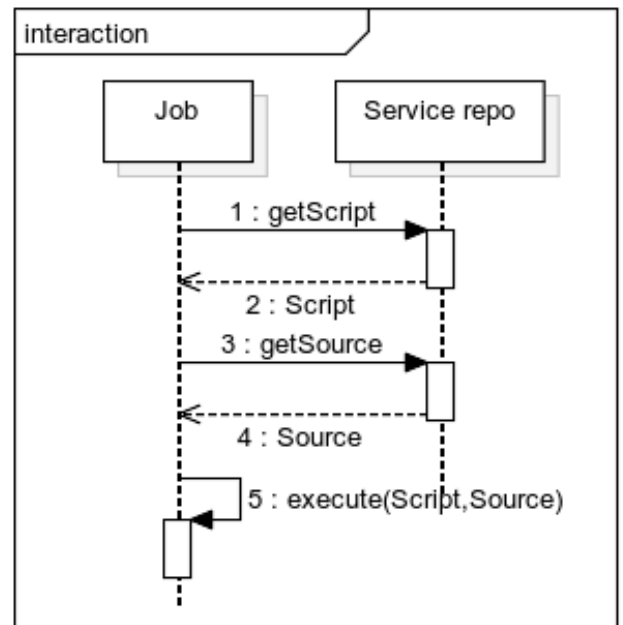 interaction
Job
Service repo
1 : getScript
2 : Script
3 : getSource
4 : Source
5 : execute(Script,Source)